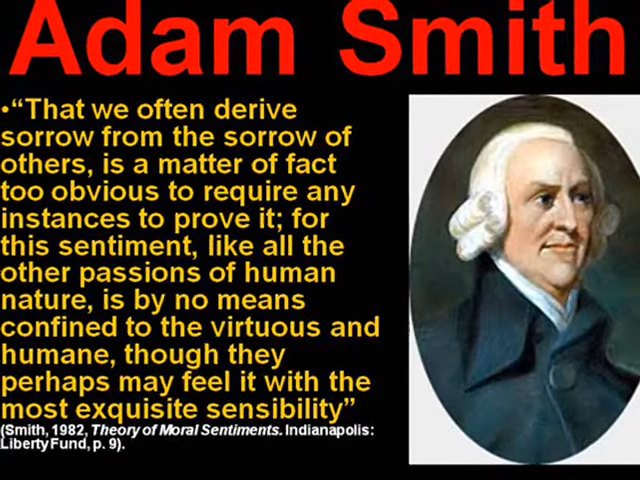 Adam Smith
•“That we often derive
sorrow from the sorrow of
others, is a matter of fact
too obvious to require any
instances to prove it; for
this sentiment, like all the
other passions of human
nature, is by no means
confined to the virtuous and
humane, though they
perhaps may feel it with the
most exquisite sensibility”
(Smith, 1982, Theory of Moral Sentiments. Indianapolis:
Liberty Fund, p. 9).